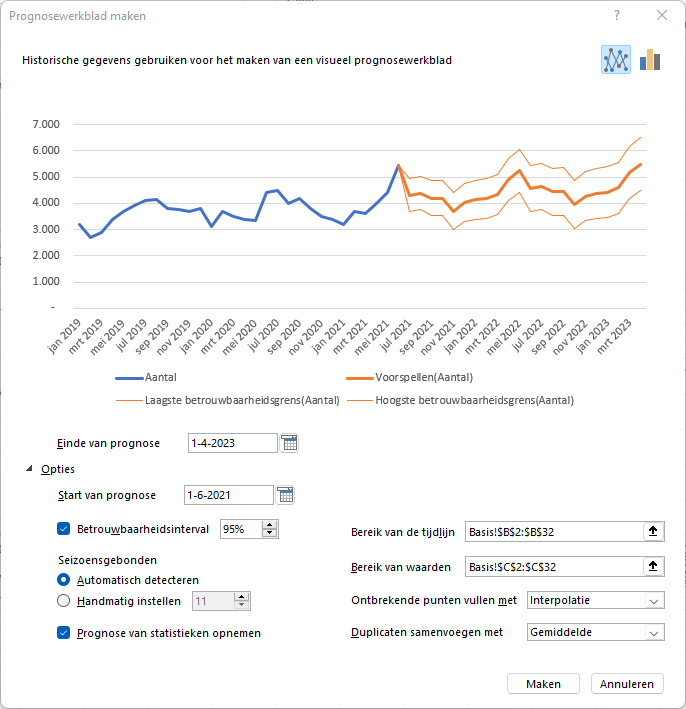 Prognosewerkblad maken
?
Historische gegevens gebruiken voor het maken van een visueel prognosewerkblad
7.000
6.000
5.000
4.000
3.000
2.000
1.000
-
jan 2019
mrt 2019
mei 2019
jul 2019
sep 2019
nov 2019
jan 2020
mrt 2020
mei 2020
jul 2020
sep 2020
nov 2020
jan 2021
mrt 2021
mei 2021
jul 2021
sep 2021
nov 2021
jan 2022
mrt 2022
mei 2022
jul 2022
sep 2022
nov 2022
jan 2023
mrt 2023
Aantal
Voorspellen(Aantal)
Laagste betrouwbaarheidsgrens(Aantal)
Hoogste betrouwbaarheidsgrens(Aantal)
Einde van prognose 1-4-2023
Opties
Start van prognose 1-6-2021
Betrouwbaarheidsinterval 95%
Bereik van de tijdlijn Basis!$B$2:$B$32
Seizoensgebonden
Bereik van waarden Basis!$C$2:$C$32
Automatisch detecteren
Handmatig instellen 11
Ontbrekende punten vullen met Interpolatie
Prognose van statistieken opnemen
Duplicaten samenvoegen met Gemiddelde
Maken
Annuleren